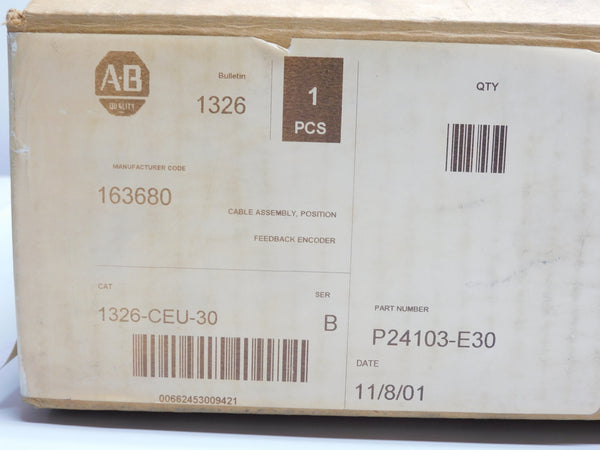 A-B
QUALITY
Bulletin
1326
1
PCS
QTY
MANUFACTURER CODE
163680
CABLE ASSEMBLY, POSITION
FEEDBACK ENCODER
CAT
SER
1326-CEU-30
B
00662453009421
PART NUMBER
P24103-E30
DATE
11/8/01